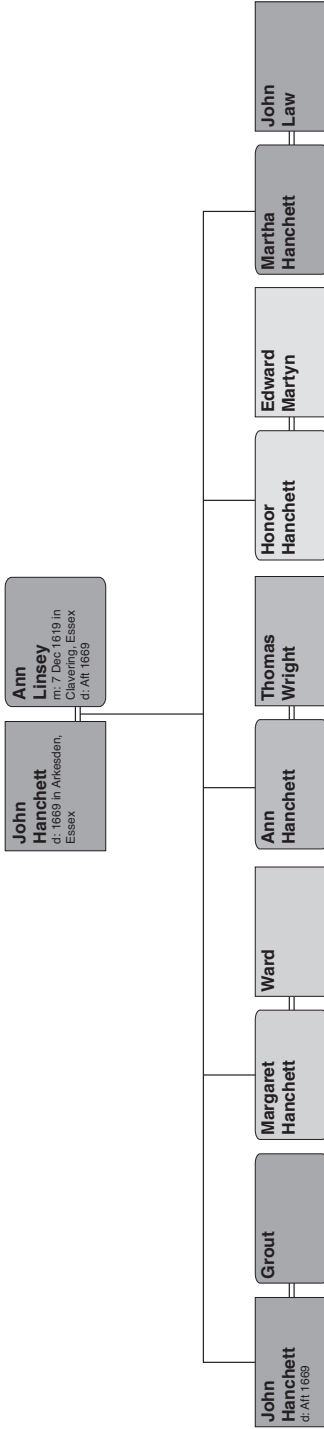 John
Hanchett
d: 1669 in Arkesden,
Essex
Ann
Linsey
m: 7 Dec 1619 in
Clavering, Essex
d: Aft 1669
John
Hanchett
d: Aft 1669
Grout
Margaret
Hanchett
Ward
Ann
Hanchett
Thomas
Wright
Honor
Hanchett
Edward
Martyn
Martha
Hanchett
John
Law